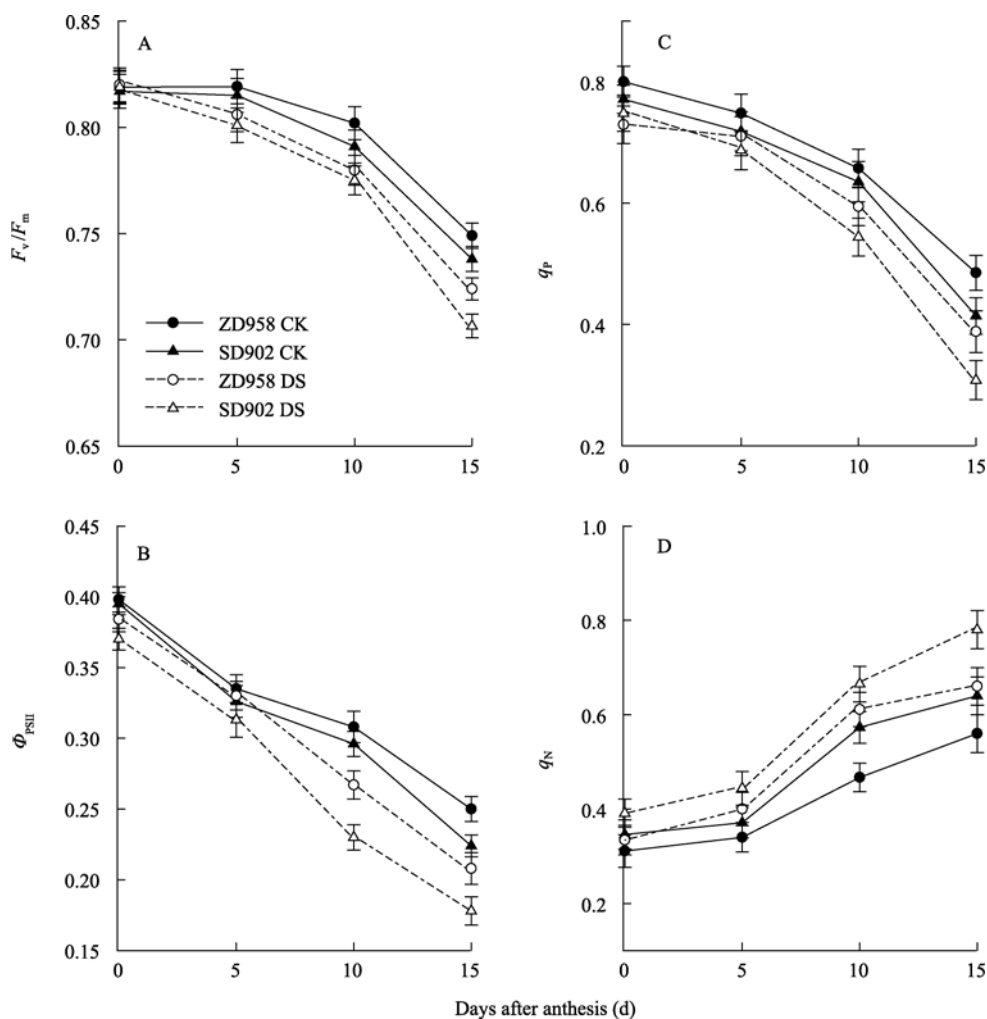 A
0.85
0.80
0.75
0.70
0.65
Fv/Fm
ZD958 CK
SD902 CK
ZD958 DS
SD902 DS
0 5 10 15
C
0.8
0.6
0.4
0.2
qP
0 5 10 15
B
0.45
0.40
0.35
0.30
0.25
0.20
0.15
ΦPSII
0 5 10 15
D
1.0
0.8
0.6
0.4
0.2
qN
0 5 10 15
Days after anthesis (d)